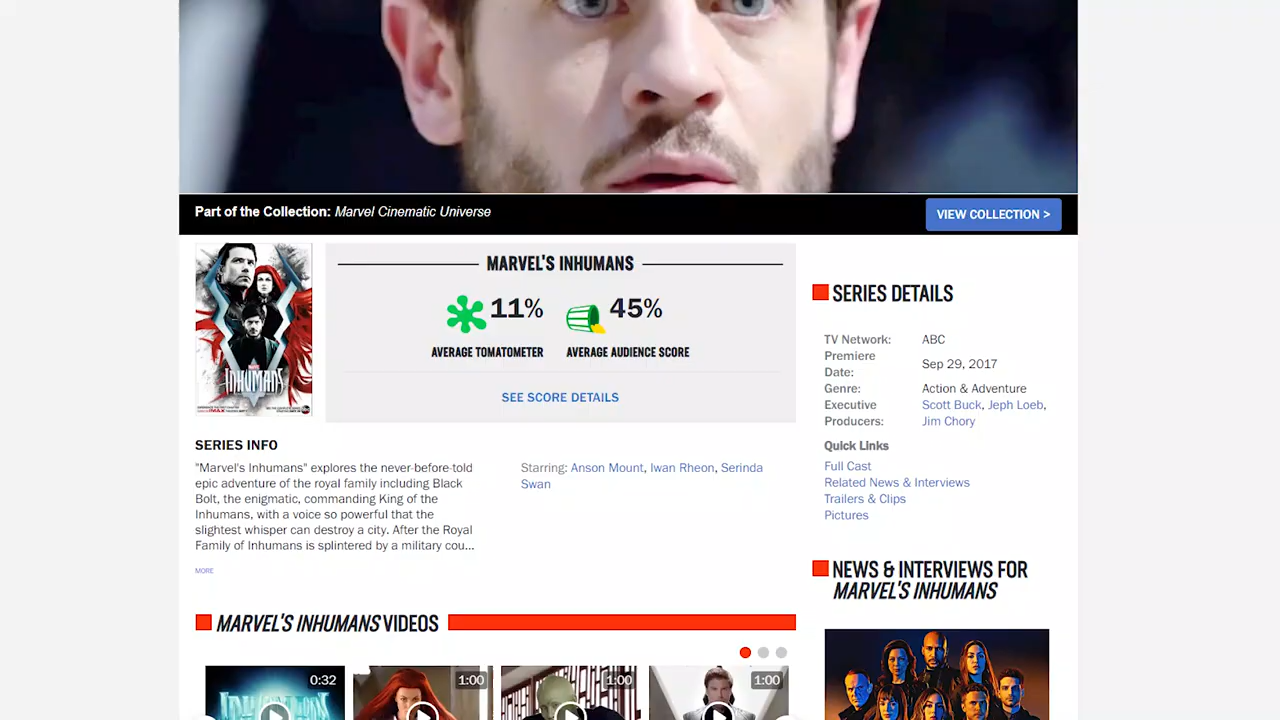 Part of the Collection: Marvel Cinematic Universe
VIEW COLLECTION >
MARVEL'S INHUMANS
11%
45%
AVERAGE TOMATOMETER
AVERAGE AUDIENCE SCORE
SEE SCORE DETAILS
MARVEL
INHUMANS
IMAX
abc
SERIES INFO
"Marvel's Inhumans" explores the never-before-told
epic adventure of the royal family including Black
Bolt, the enigmatic, commanding King of the
Inhumans, with a voice so powerful that the
slightest whisper can destroy a city. After the Royal
Family of Inhumans is splintered by a military cou...
MORE
Starring: Anson Mount, Iwan Rheon, Serinda
Swan
SERIES DETAILS
TV Network: ABC
Premiere
Date: Sep 29, 2017
Genre: Action & Adventure
Executive Scott Buck, Jeph Loeb,
Producers: Jim Chory
Quick Links
Full Cast
Related News & Interviews
Trailers & Clips
Pictures
NEWS & INTERVIEWS FOR
MARVEL'S INHUMANS
MARVEL'S INHUMANS VIDEOS
0:32
1:00
1:00
1:00
INHUMANS